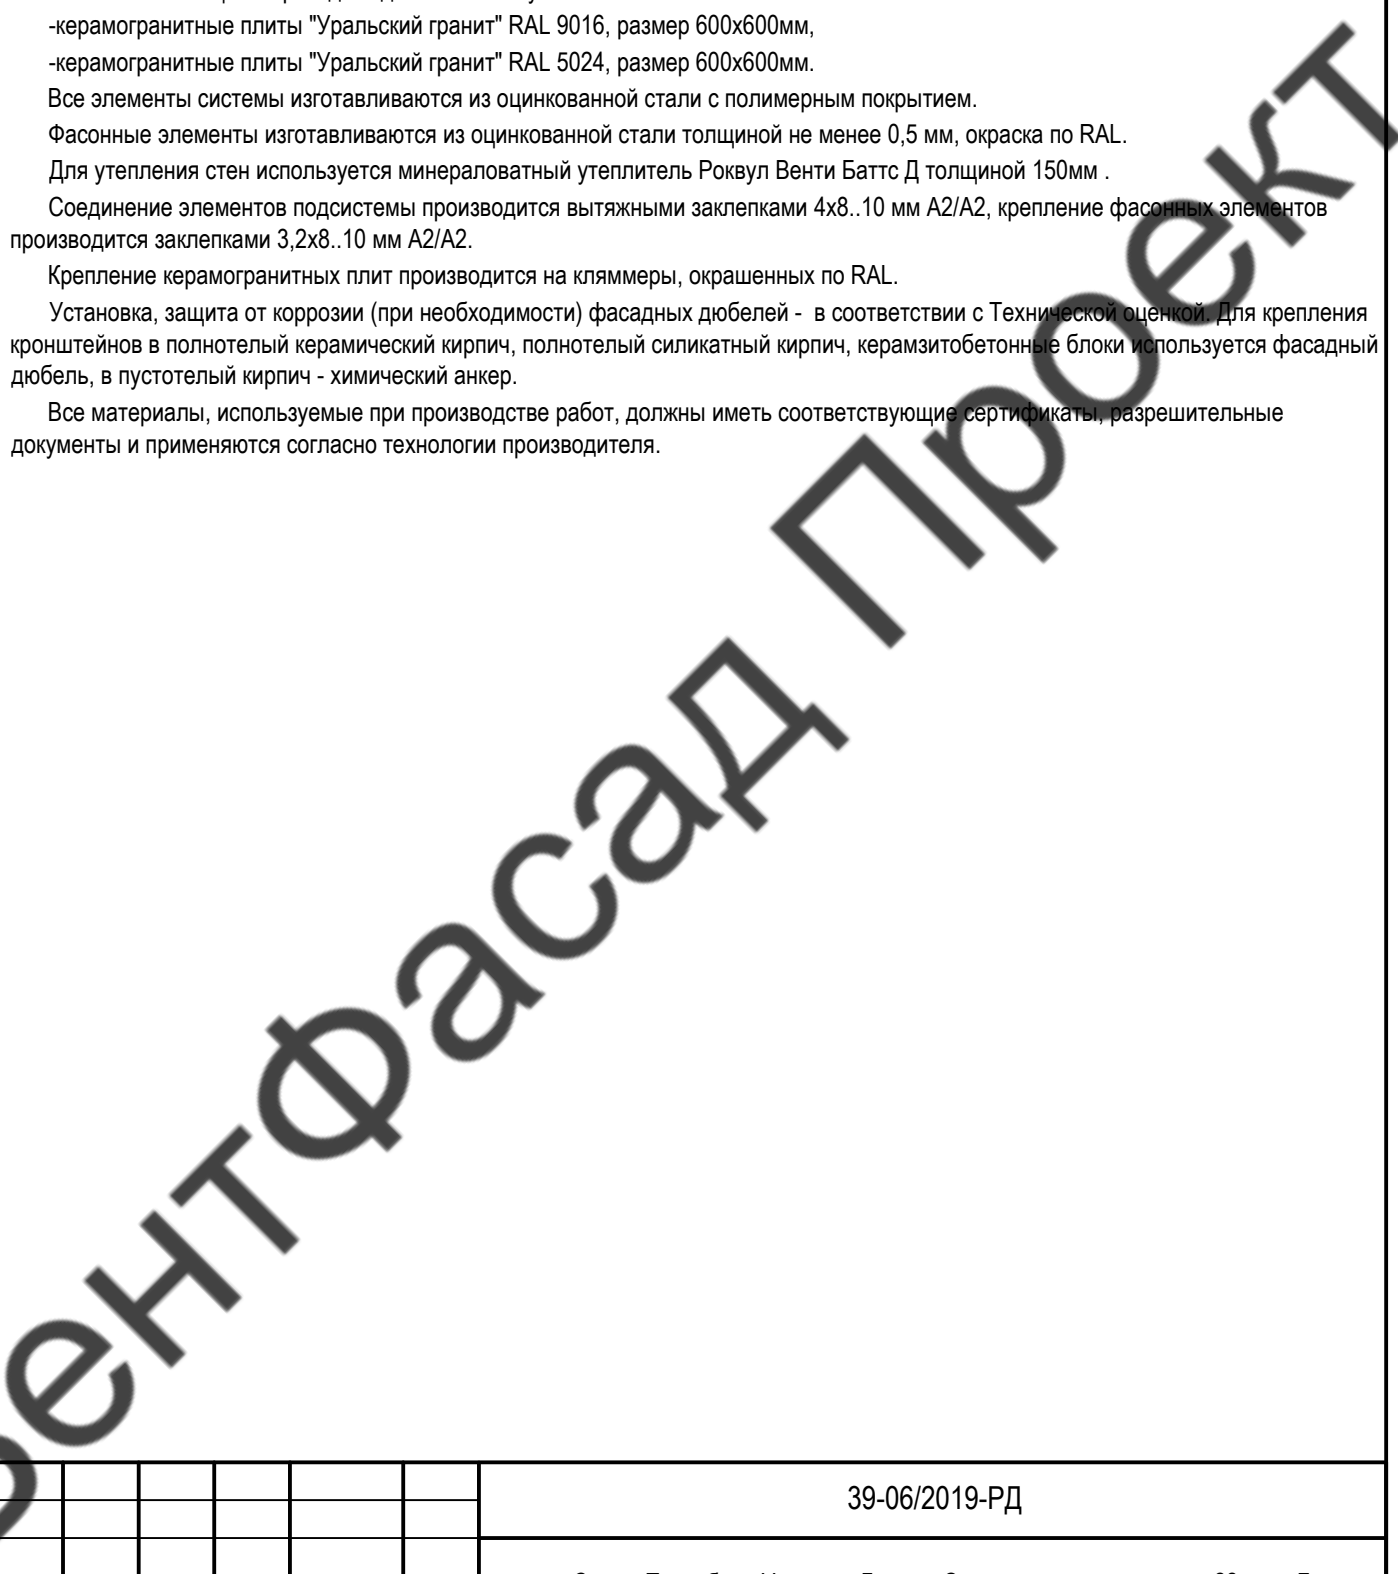 -керамогранитные плиты "Уральский гранит" RAL 9016, размер 600х600мм,
-керамогранитные плиты "Уральский гранит" RAL 5024, размер 600х600мм.
Все элементы системы изготавливаются из оцинкованной стали с полимерным покрытием.
Фасонные элементы изготавливаются из оцинкованной стали толщиной не менее 0,5 мм, окраска по RAL.
Для утепления стен используется минераловатный утеплитель Роквул Венти Баттс Д толщиной 150мм .
Соединение элементов подсистемы производится вытяжными заклепками 4х8..10 мм А2/А2, крепление фасонных элементов
производится заклепками 3,2х8..10 мм А2/А2.
Крепление керамогранитных плит производится на кляммеры, окрашенных по RAL.
Установка, защита от коррозии (при необходимости) фасадных дюбелей - в соответствии с Технической оценкой. Для крепления
кронштейнов в полнотелый керамический кирпич, полнотелый силикатный кирпич, керамзитобетонные блоки используется фасадный
дюбель, в пустотелый кирпич - химический анкер.
Все материалы, используемые при производстве работ, должны иметь соответствующие сертификаты, разрешительные
документы и применяются согласно технологии производителя.
ВентФасад Проект
39-06/2019-РД